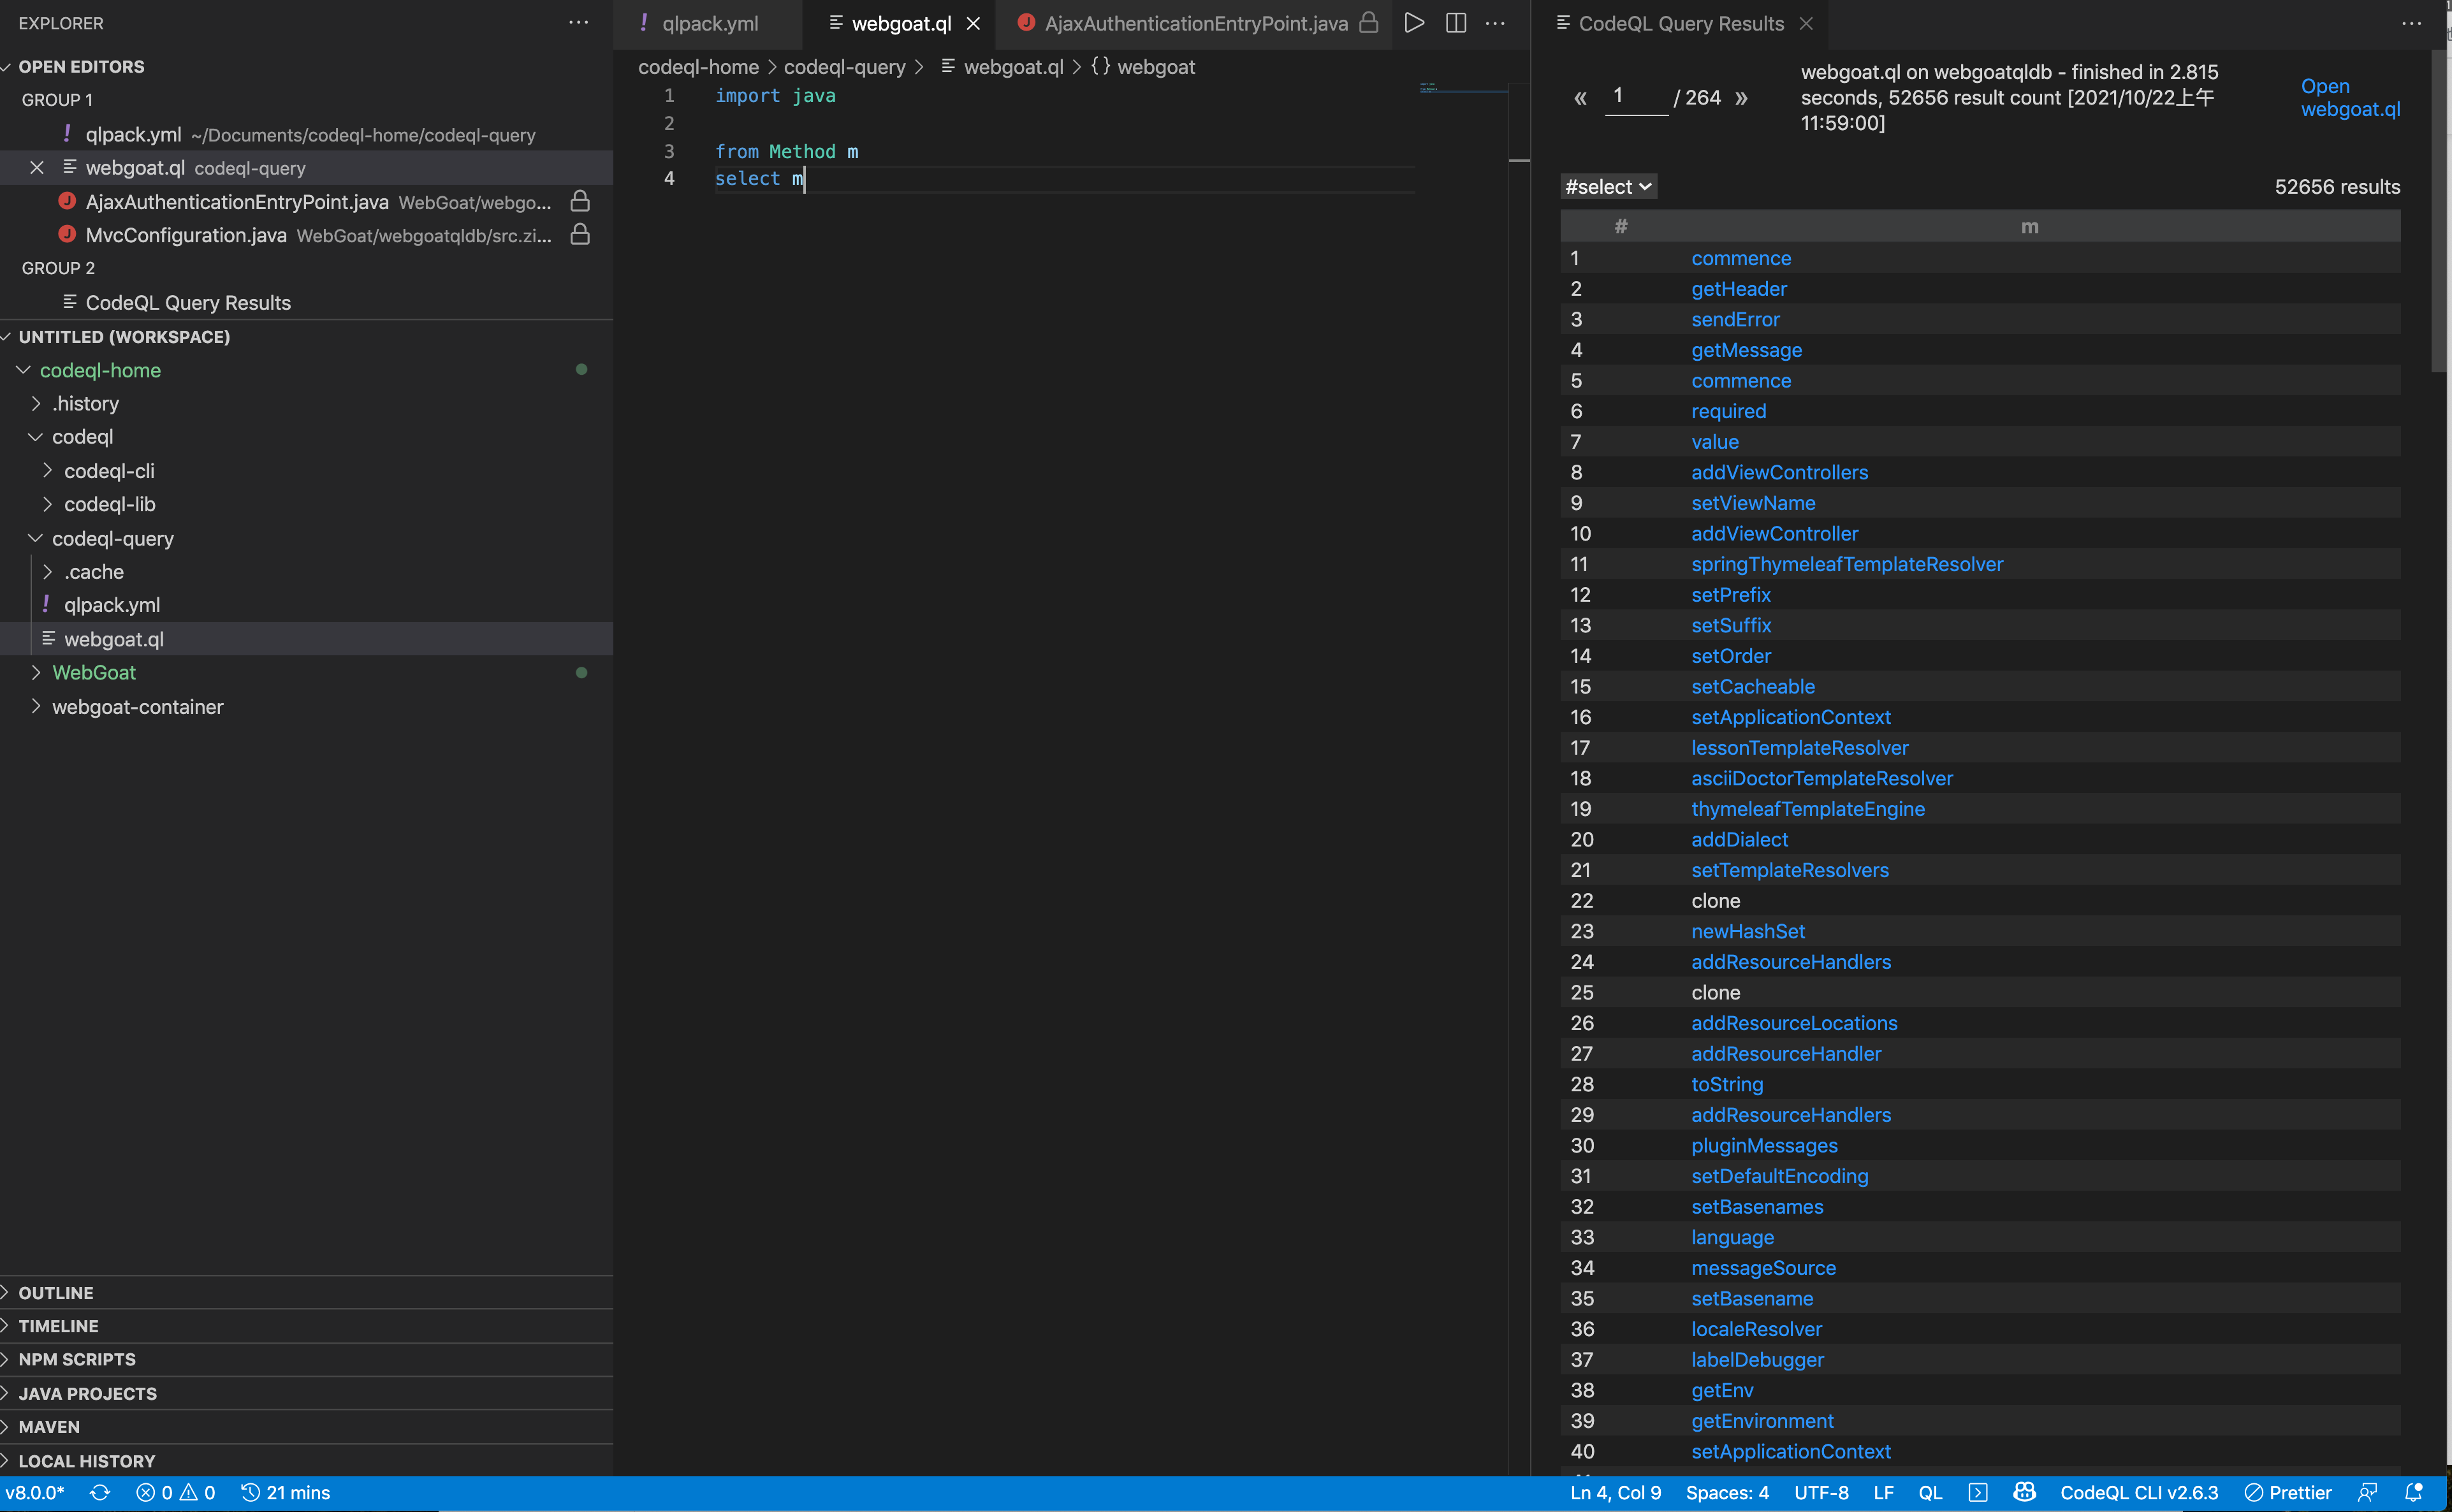 EXPLORER
OPEN EDITORS
GROUP 1
! qlpack.yml ~/Documents/codeql-home/codeql-query
webgoat.ql codeql-query
J AjaxAuthenticationEntryPoint.java WebGoat/webgo...
J MvcConfiguration.java WebGoat/webgoatqldb/src.zi...
GROUP 2
CodeQL Query Results
UNTITLED (WORKSPACE)
codeql-home
.history
codeql
codeql-cli
codeql-lib
codeql-query
.cache
! qlpack.yml
webgoat.ql
WebGoat
webgoat-container
OUTLINE
TIMELINE
NPM SCRIPTS
JAVA PROJECTS
MAVEN
LOCAL HISTORY
! qlpack.yml
webgoat.ql
J AjaxAuthenticationEntryPoint.java
codeql-home > codeql-query > webgoat.ql > {} webgoat
1 import java
2
3 from Method m
4 select m
CodeQL Query Results
« 1 / 264 »
webgoat.ql on webgoatqldb - finished in 2.815
seconds, 52656 result count [2021/10/22上午
11:59:00]
Open
webgoat.ql
#select
52656 results
# m
1 commence
2 getHeader
3 sendError
4 getMessage
5 commence
6 required
7 value
8 addViewControllers
9 setViewName
10 addViewController
11 springThymeleafTemplateResolver
12 setPrefix
13 setSuffix
14 setOrder
15 setCacheable
16 setApplicationContext
17 lessonTemplateResolver
18 asciiDoctorTemplateResolver
19 thymeleafTemplateEngine
20 addDialect
21 setTemplateResolvers
22 clone
23 newHashSet
24 addResourceHandlers
25 clone
26 addResourceLocations
27 addResourceHandler
28 toString
29 addResourceHandlers
30 pluginMessages
31 setDefaultEncoding
32 setBasenames
33 language
34 messageSource
35 setBasename
36 localeResolver
37 labelDebugger
38 getEnv
39 getEnvironment
40 setApplicationContext
v8.0.0* 0 0 21 mins
Ln 4, Col 9 Spaces: 4 UTF-8 LF QL CodeQL CLI v2.6.3 Prettier